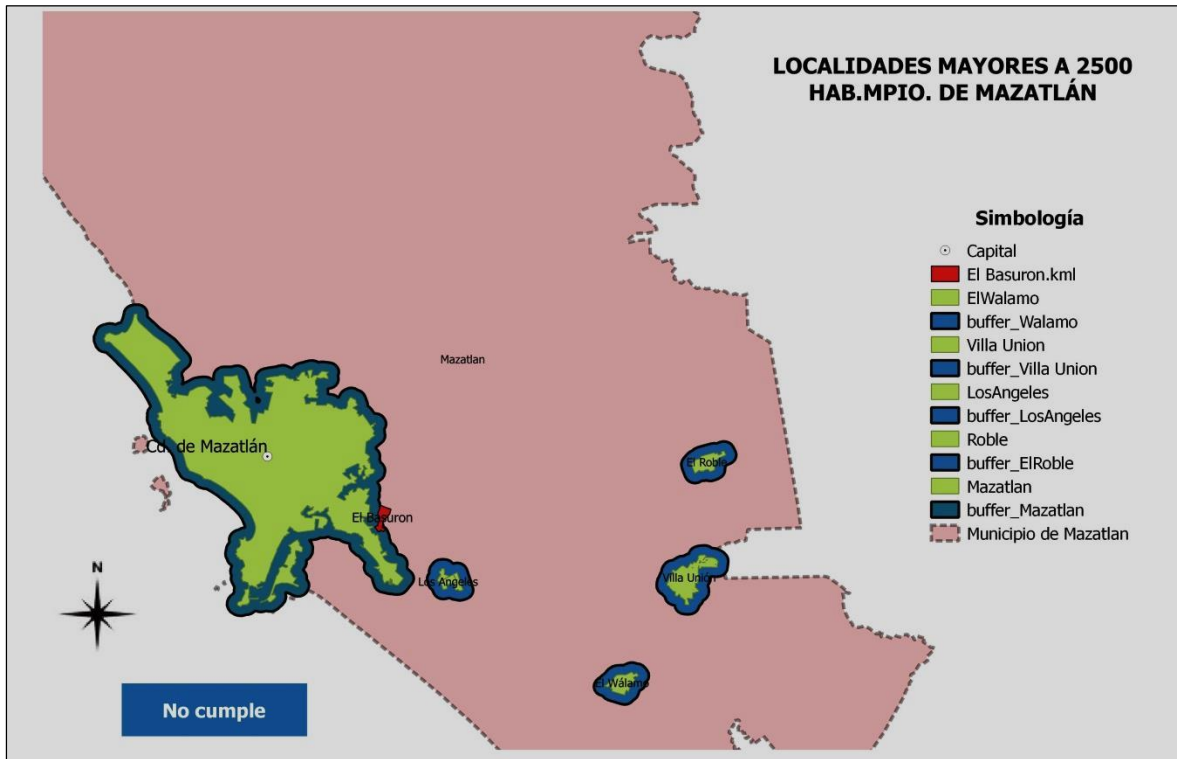 LOCALIDADES MAYORES A 2500
HAB.MPIO. DE MAZATLÁN
Simbología
Capital
El Basuron.kml
ElWalamo
buffer_Walamo
Villa Union
buffer_Villa Union
LosAngeles
buffer_LosAngeles
Roble
buffer_ElRoble
Mazatlan
buffer_Mazatlan
Municipio de Mazatlan
Mazatlan
Cd. de Mazatlán
El Roble
El Basuron
Los Angeles
Villa Unión
El Wálamo
N
No cumple